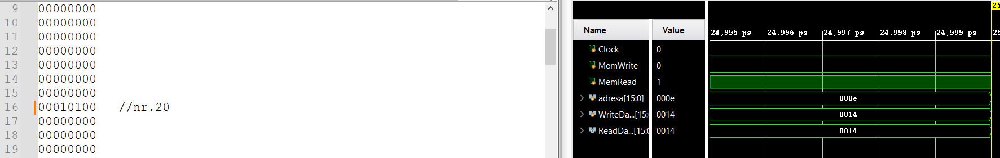 9 00000000
10 00000000
11 00000000
12 00000000
13 00000000
14 00000000
15 00000000
16 00010100 //nr.20
17 00000000
18 00000000
19 00000000
25
Name Value
24,995 ps 24,996 ps 24,997 ps 24,998 ps 24,999 ps 25
Clock 0
MemWrite 0
MemRead 1
adresa[15:0] 000e 000e
WriteDa...[15:0 0014 0014
ReadDa...[15:0 0014 0014